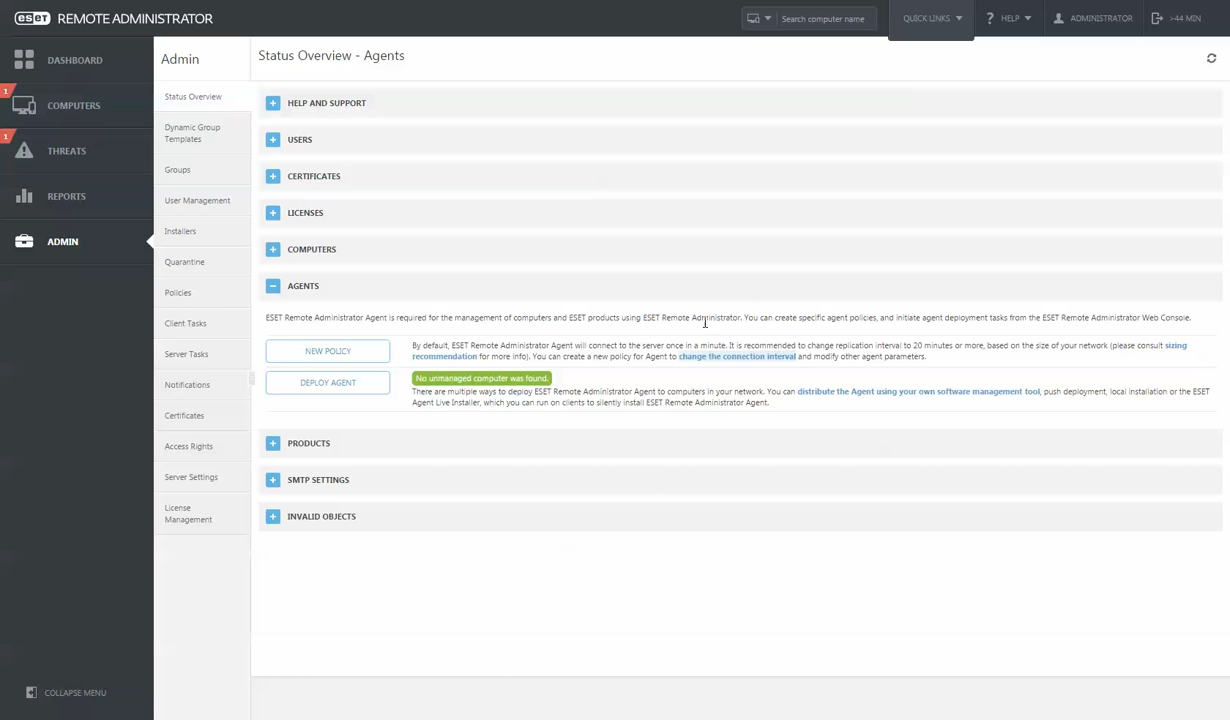 eset REMOTE ADMINISTRATOR
Search computer name
QUICK LINKS
? HELP
ADMINISTRATOR
>44 MIN
DASHBOARD
1
COMPUTERS
1
THREATS
REPORTS
ADMIN
COLLAPSE MENU
Admin
Status Overview
Dynamic Group
Templates
Groups
User Management
Installers
Quarantine
Policies
Client Tasks
Server Tasks
Notifications
Certificates
Access Rights
Server Settings
License
Management
Status Overview - Agents
HELP AND SUPPORT
USERS
CERTIFICATES
LICENSES
COMPUTERS
AGENTS
ESET Remote Administrator Agent is required for the management of computers and ESET products using ESET Remote Administrator. You can create specific agent policies, and initiate agent deployment tasks from the ESET Remote Administrator Web Console.
NEW POLICY
By default, ESET Remote Administrator Agent will connect to the server once in a minute. It is recommended to change replication interval to 20 minutes or more, based on the size of your network (please consult sizing
recommendation for more info). You can create a new policy for Agent to change the connection interval and modify other agent parameters.
DEPLOY AGENT
No unmanaged computer was found.
There are multiple ways to deploy ESET Remote Administrator Agent to computers in your network. You can distribute the Agent using your own software management tool, push deployment, local installation or the ESET
Agent Live Installer, which you can run on clients to silently install ESET Remote Administrator Agent.
PRODUCTS
SMTP SETTINGS
INVALID OBJECTS